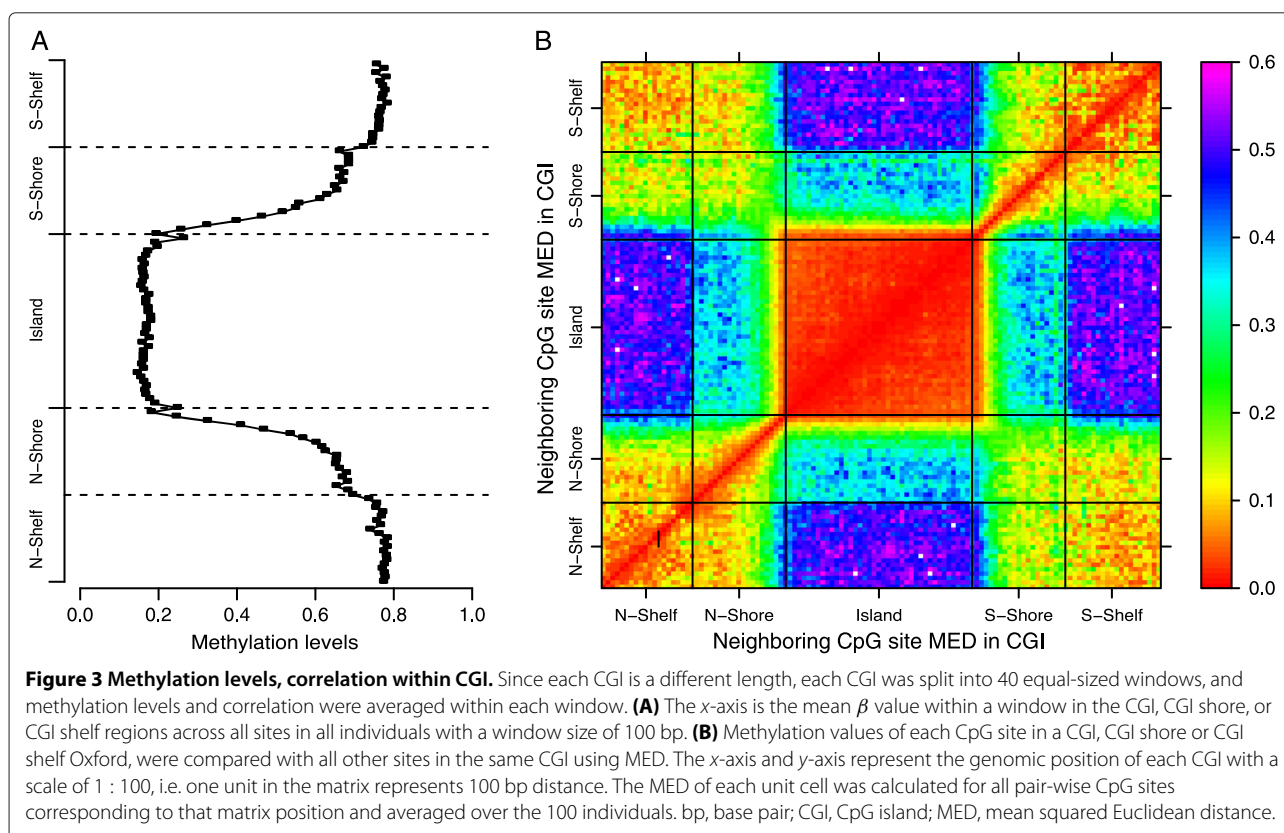 A
B
S−Shelf
S−Shore
Island
N−Shore
N−Shelf
0.0 0.2 0.4 0.6 0.8 1.0
Methylation levels
Neighboring CpG site MED in CGI
S−Shelf
S−Shore
Island
N−Shore
N−Shelf
N−Shelf N−Shore Island S−Shore S−Shelf
Neighboring CpG site MED in CGI
0.6
0.5
0.4
0.3
0.2
0.1
0.0
Figure 3 Methylation levels, correlation within CGI. Since each CGI is a different length, each CGI was split into 40 equal-sized windows, and
methylation levels and correlation were averaged within each window. (A) The x-axis is the mean β value within a window in the CGI, CGI shore, or
CGI shelf regions across all sites in all individuals with a window size of 100 bp. (B) Methylation values of each CpG site in a CGI, CGI shore or CGI
shelf Oxford, were compared with all other sites in the same CGI using MED. The x-axis and y-axis represent the genomic position of each CGI with a
scale of 1 : 100, i.e. one unit in the matrix represents 100 bp distance. The MED of each unit cell was calculated for all pair-wise CpG sites
corresponding to that matrix position and averaged over the 100 individuals. bp, base pair; CGI, CpG island; MED, mean squared Euclidean distance.